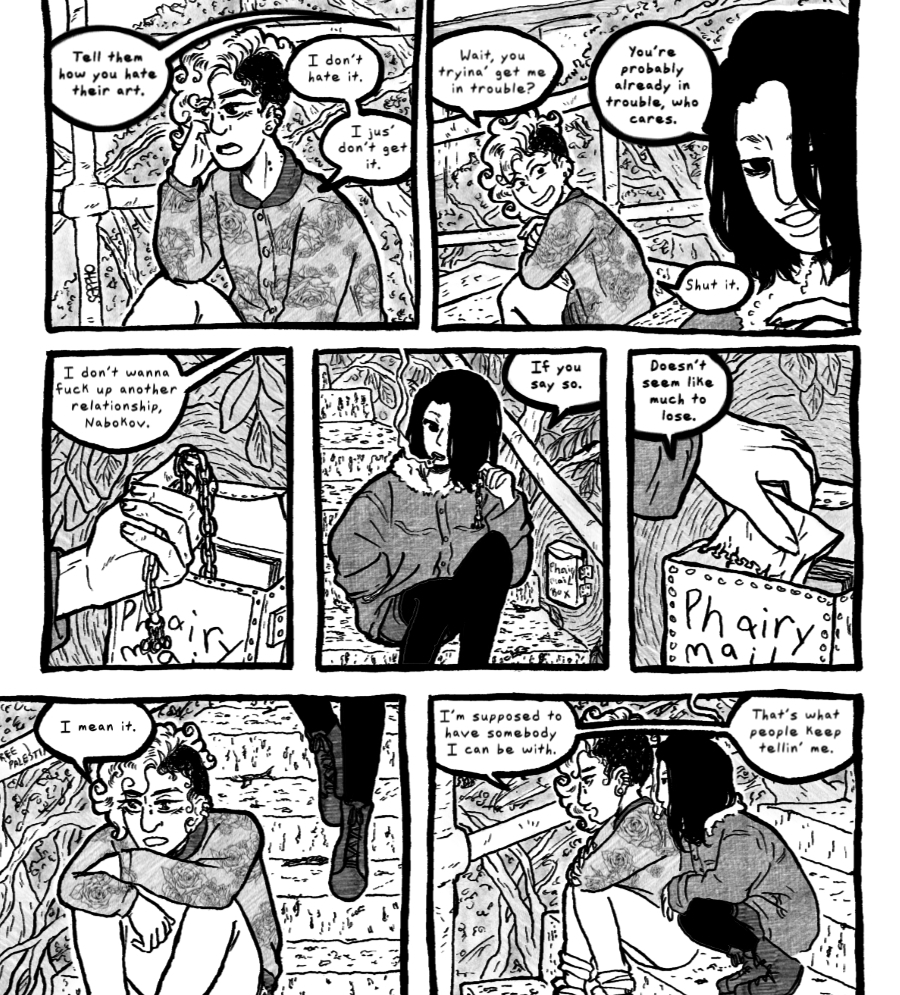 Tell them
how you hate
their art.
I don't
hate it.
I jus'
don't get
it.
SAPPHO
Wait, you
tryina' get me
in trouble?
You're
probably
already in
trouble, who
cares.
Shut it.
I don't wanna
fuck up another
relationship,
Nabokov.
Phairy
mail
If you
say so.
Phairy
mail
Box
Doesn't
seem like
much to
lose.
Phairy
mail
I mean it.
FREE
PALESTI
I'm supposed to
have somebody
I can be with.
That's what
people keep
tellin' me.